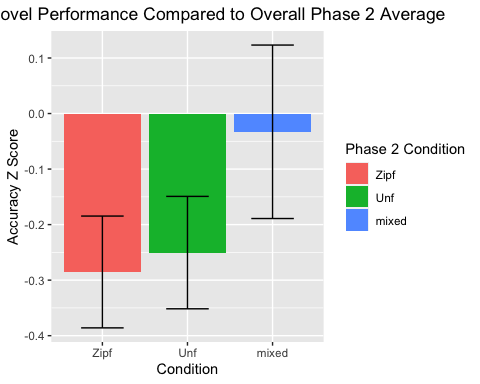 ovel Performance Compared to Overall Phase 2 Average
0.1
0.0
-0.1
-0.2
-0.3
-0.4
Accuracy Z Score
Zipf
Unf
mixed
Condition
Phase 2 Condition
Zipf
Unf
mixed